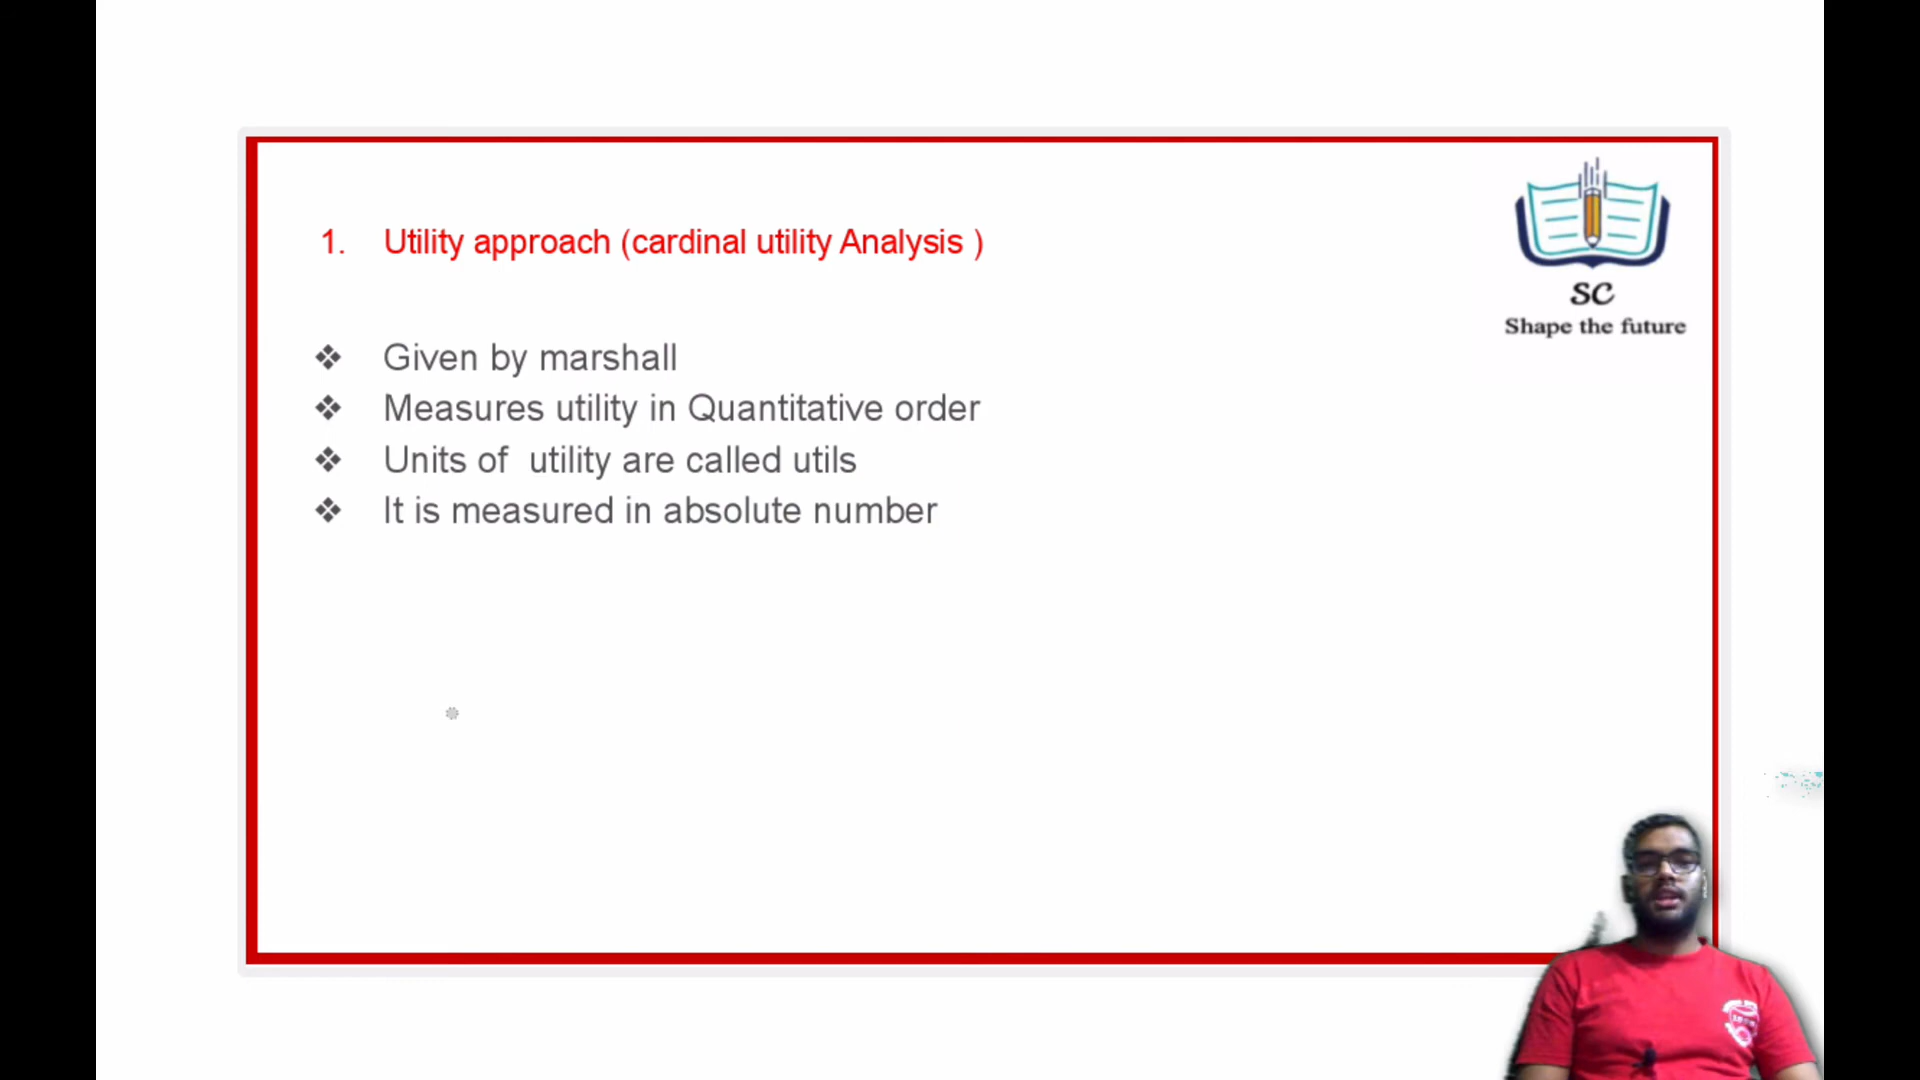 1. Utility approach (cardinal utility Analysis )
❖ Given by marshall
❖ Measures utility in Quantitative order
❖ Units of utility are called utils
❖ It is measured in absolute number
SC
Shape the future